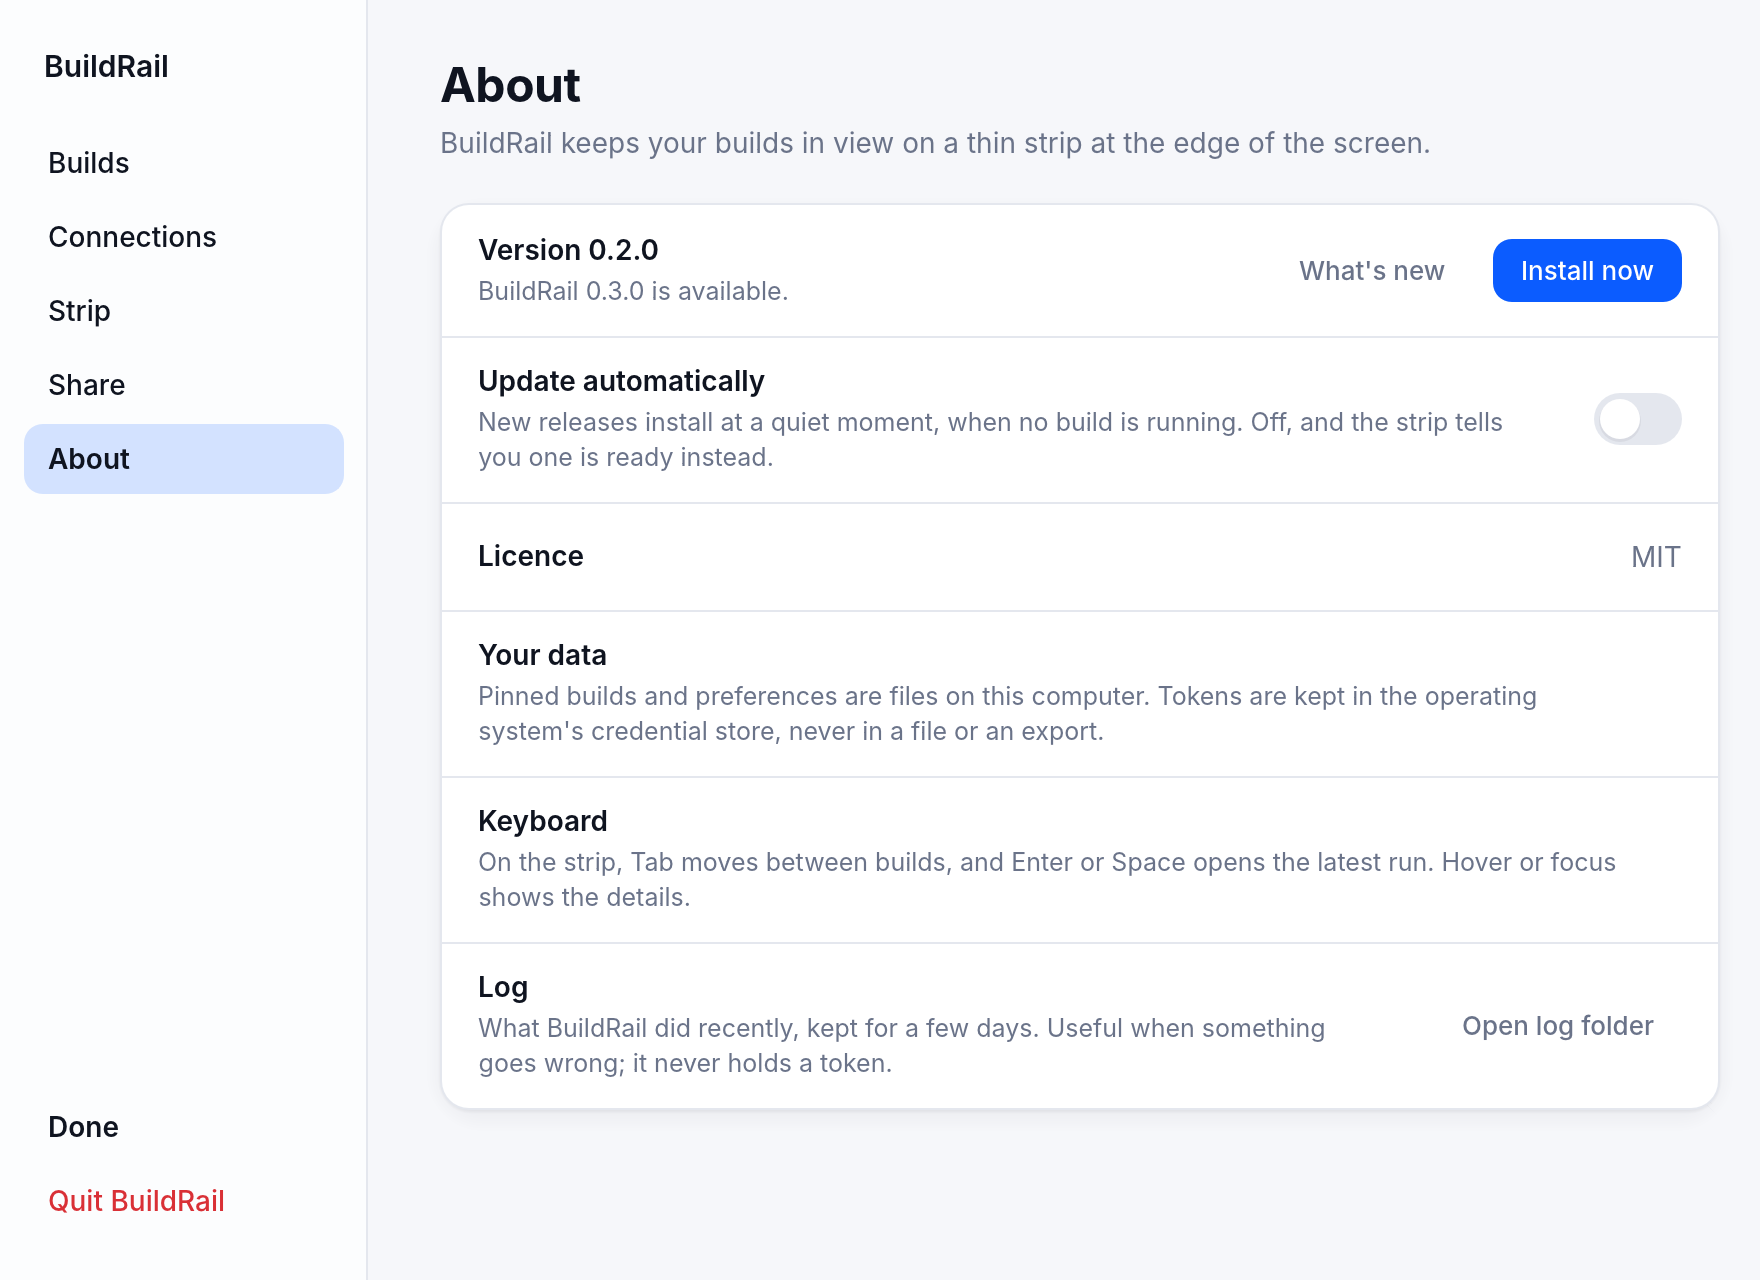 BuildRail
Builds
Connections
Strip
Share
About
Done
Quit BuildRail
About
BuildRail keeps your builds in view on a thin strip at the edge of the screen.
Version 0.2.0
BuildRail 0.3.0 is available.
What's new
Install now
Update automatically
New releases install at a quiet moment, when no build is running. Off, and the strip tells
you one is ready instead.
Licence
MIT
Your data
Pinned builds and preferences are files on this computer. Tokens are kept in the operating
system's credential store, never in a file or an export.
Keyboard
On the strip, Tab moves between builds, and Enter or Space opens the latest run. Hover or focus
shows the details.
Log
What BuildRail did recently, kept for a few days. Useful when something
goes wrong; it never holds a token.
Open log folder